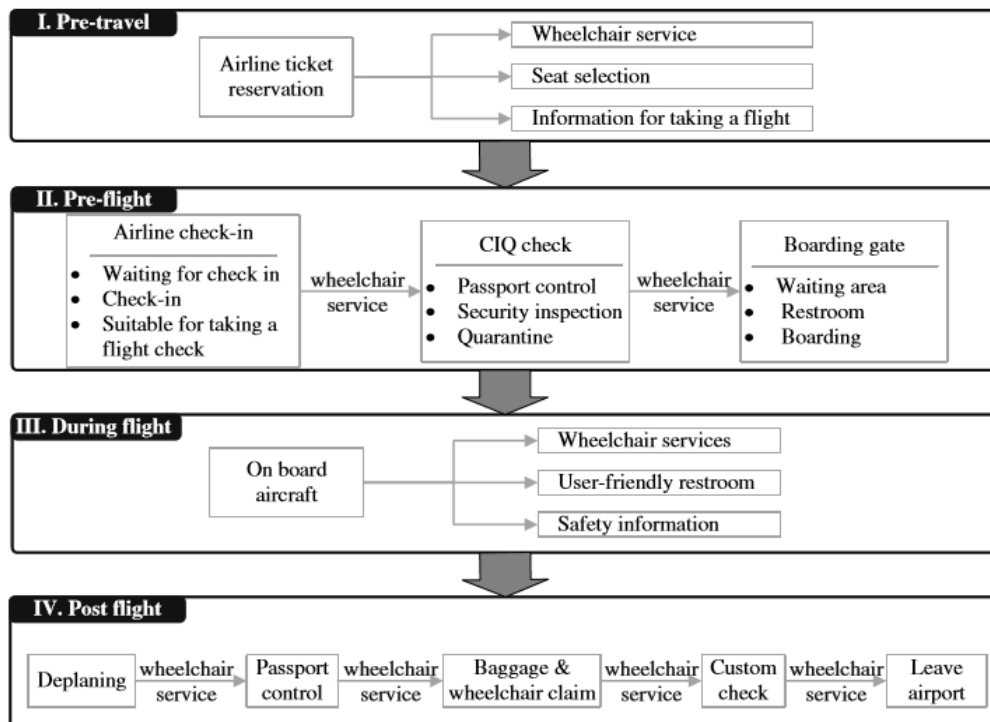 I. Pre-travel
Airline ticket
reservation
Wheelchair service
Seat selection
Information for taking a flight
II. Pre-flight
Airline check-in
• Waiting for check in
• Check-in
• Suitable for taking a
flight check
wheelchair
service
CIQ check
• Passport control
• Security inspection
• Quarantine
wheelchair
service
Boarding gate
• Waiting area
• Restroom
• Boarding
III. During flight
On board
aircraft
Wheelchair services
User-friendly restroom
Safety information
IV. Post flight
Deplaning
wheelchair
service
Passport
control
wheelchair
service
Baggage &
wheelchair claim
wheelchair
service
Custom
check
wheelchair
service
Leave
airport